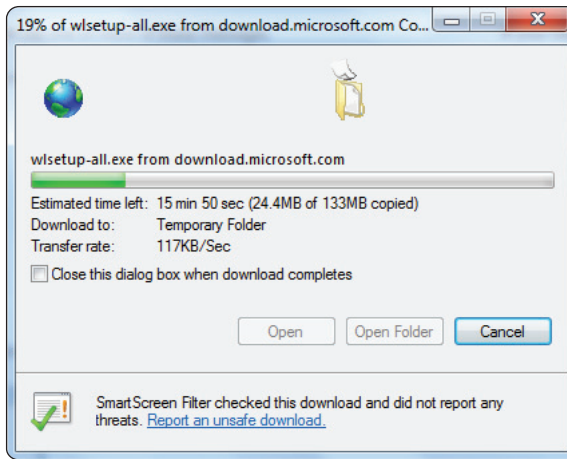 19% of wlsetup-all.exe from download.microsoft.com Co...
wlsetup-all.exe from download.microsoft.com
Estimated time left: 15 min 50 sec (24.4MB of 133MB copied)
Download to: Temporary Folder
Transfer rate: 117KB/Sec
Close this dialog box when download completes
Open Open Folder Cancel
SmartScreen Filter checked this download and did not report any
threats. Report an unsafe download.